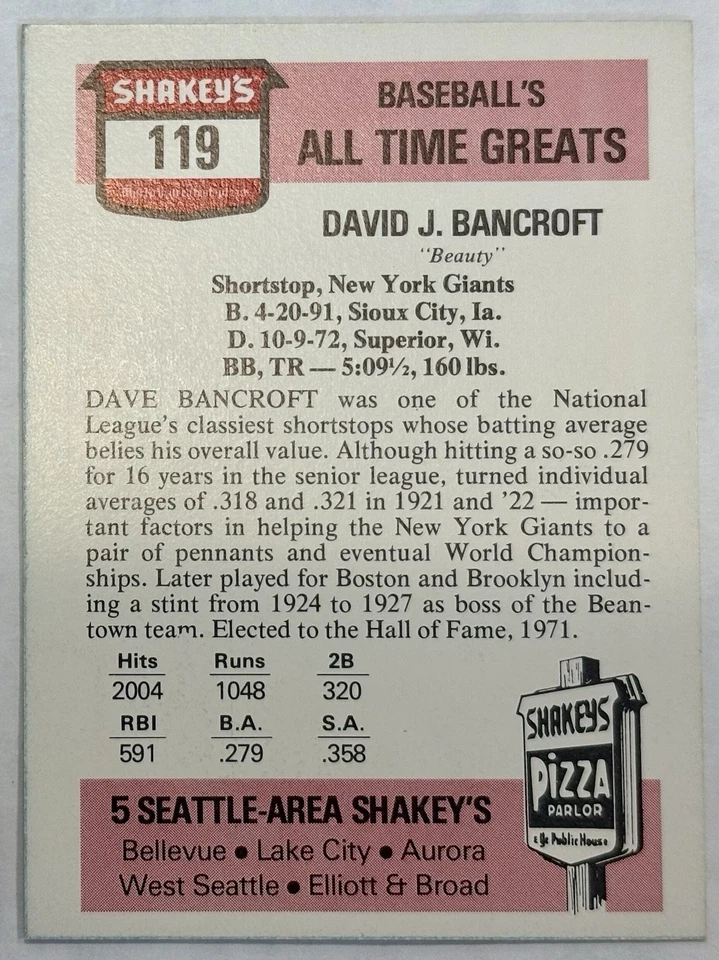 SHAKEY'S
119
BASEBALL'S
ALL TIME GREATS
DAVID J. BANCROFT
"Beauty"
Shortstop, New York Giants
B. 4-20-91, Sioux City, Ia.
D. 10-9-72, Superior, Wi.
BB, TR — 5:09½, 160 lbs.
DAVE BANCROFT was one of the National
League's classiest shortstops whose batting average
belies his overall value. Although hitting a so-so .279
for 16 years in the senior league, turned individual
averages of .318 and .321 in 1921 and '22 — impor-
tant factors in helping the New York Giants to a
pair of pennants and eventual World Champion-
ships. Later played for Boston and Brooklyn includ-
ing a stint from 1924 to 1927 as boss of the Bean-
town team. Elected to the Hall of Fame, 1971.
Hits Runs 2B
2004 1048 320
RBI B.A. S.A.
591 .279 .358
SHAKEYS
PIZZA
PARLOR
& Ye Public House
5 SEATTLE-AREA SHAKEY'S
Bellevue ● Lake City ● Aurora
West Seattle ● Elliott & Broad